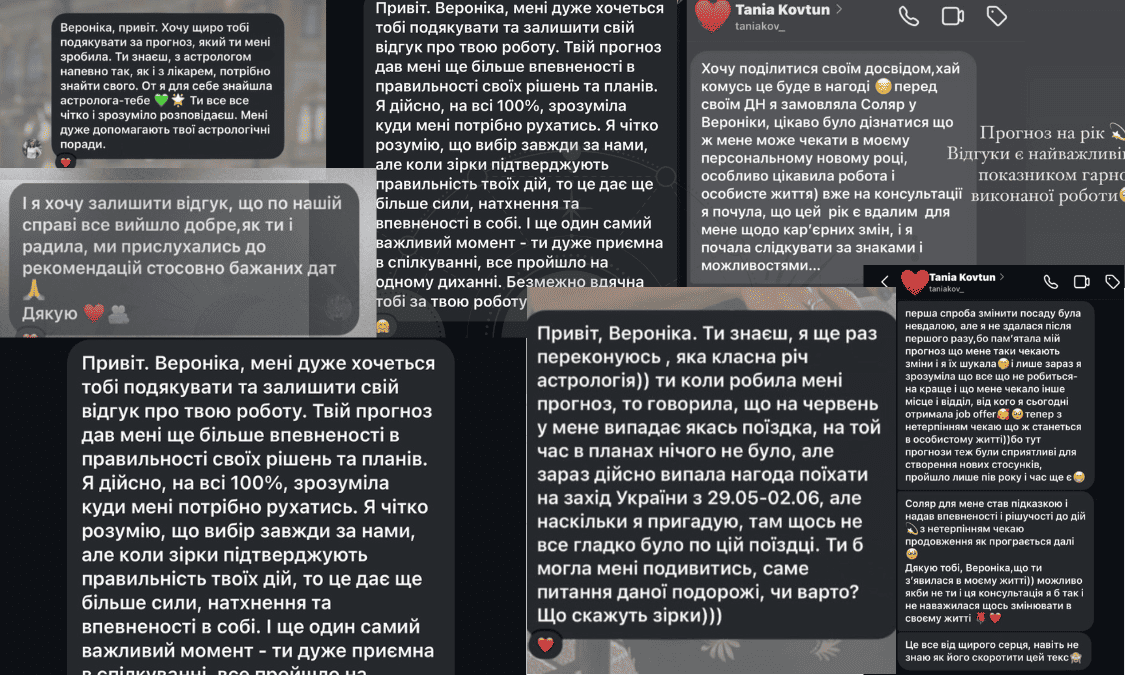 Вероніка, привіт. Хочу щиро тобі
подякувати за прогноз, який ти мені
зробила. Ти знаєш, з астрологом
напевно так, як і з лікарем, потрібно
знайти свого. От я для себе знайшла
астролога-тебе 💚🌟 Ти все все
чітко і зрозуміло розповідаєш. Мені
дуже допомагають твої астрологічні
поради.
І я хочу залишити відгук, що по нашій
справі все вийшло добре,як ти і
радила, ми прислухались до
рекомендацій стосовно бажаних дат
🙏
Дякую ❤️🫂
Привіт. Вероніка, мені дуже хочеться
тобі подякувати та залишити свій
відгук про твою роботу. Твій прогноз
дав мені ще більше впевненості в
правильності своїх рішень та планів.
Я дійсно, на всі 100%, зрозуміла
куди мені потрібно рухатись. Я чітко
розумію, що вибір завжди за нами,
але коли зірки підтверджують
правильність твоїх дій, то це дає ще
більше сили, натхнення та
впевненості в собі. І ще один самий
важливий момент - ти дуже приємна
в спілкуванні, все пройшло на
одному диханні. Безмежно вдячна
тобі за твою роботу
Tania Kovtun
taniakov_
Хочу поділитися своїм досвідом,хай
комусь це буде в нагоді 🥹перед
своїм ДН я замовляла Соляр у
Вероніки, цікаво було дізнатися що
ж мене може чекати в моєму
персональному новому році,
особливо цікавила робота і
особисте життя) вже на консультації
я почула, що цей рік є вдалим для
мене щодо кар’єрних змін, і я
почала слідкувати за знаками і
можливостями...
Прогноз на рік 💫
Відгуки є найважливі
показником гарно
виконаної роботи
Привіт. Вероніка, мені дуже хочеться
тобі подякувати та залишити свій
відгук про твою роботу. Твій прогноз
дав мені ще більше впевненості в
правильності своїх рішень та планів.
Я дійсно, на всі 100%, зрозуміла
куди мені потрібно рухатись. Я чітко
розумію, що вибір завжди за нами,
але коли зірки підтверджують
правильність твоїх дій, то це дає ще
більше сили, натхнення та
впевненості в собі. І ще один самий
важливий момент - ти дуже приємна
в спілкуванні, все пройшло на
Привіт, Вероніка. Ти знаєш, я ще раз
переконуюсь , яка класна річ
астрологія)) ти коли робила мені
прогноз, то говорила, що на червень
у мене випадає якась поїздка, на той
час в планах нічого не було, але
зараз дійсно випала нагода поїхати
на захід України з 29.05-02.06, але
наскільки я пригадую, там щось не
все гладко було по цій поїздці. Ти б
могла мені подивитись, саме
питання даної подорожі, чи варто?
Що скажуть зірки)))
Tania Kovtun
taniakov_
перша спроба змінити посаду була
невдалою, але я не здалася після
першого разу,бо пам’ятала мій
прогноз що мене таки чекають
зміни і я їх шукала🥹і лише зараз я
зрозуміла що все що не робиться-
на краще і що мене чекало інше
місце і відділ, від кого я сьогодні
отримала job offer🥰🥹тепер з
нетерпінням чекаю що ж станеться
в особистому житті))бо тут
прогнози теж були сприятливі для
створення нових стосунків,
пройшло лише пів року і час ще є🥹
Соляр для мене став підказкою і
надав впевненості і рішучості до дій
💫з нетерпінням чекаю
продовження як програється далі
🥹
Дякую тобі, Вероніка,що ти
з’явилася в моєму житті)) можливо
якби не ти і ця консультація я б так і
не наважилася щось змінювати в
своєму житті 🌹❤️
Це все від щирого серця, навіть не
знаю як його скоротити цей текс🙈